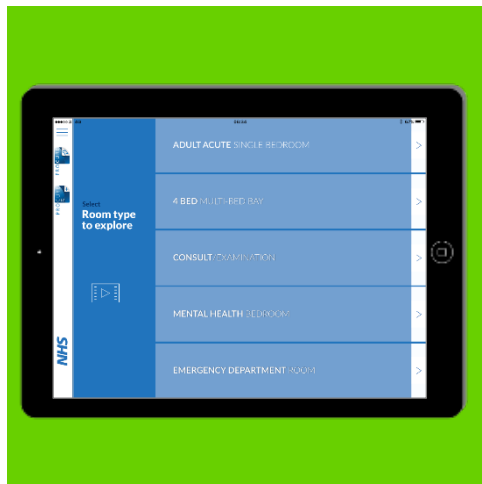 Select
Room type
to explore
ADULT ACUTE SINGLE BEDROOM
4 BED MULTI-BED BAY
CONSULT/EXAMINATION
MENTAL HEALTH BEDROOM
EMERGENCY DEPARTMENT ROOM
NHS